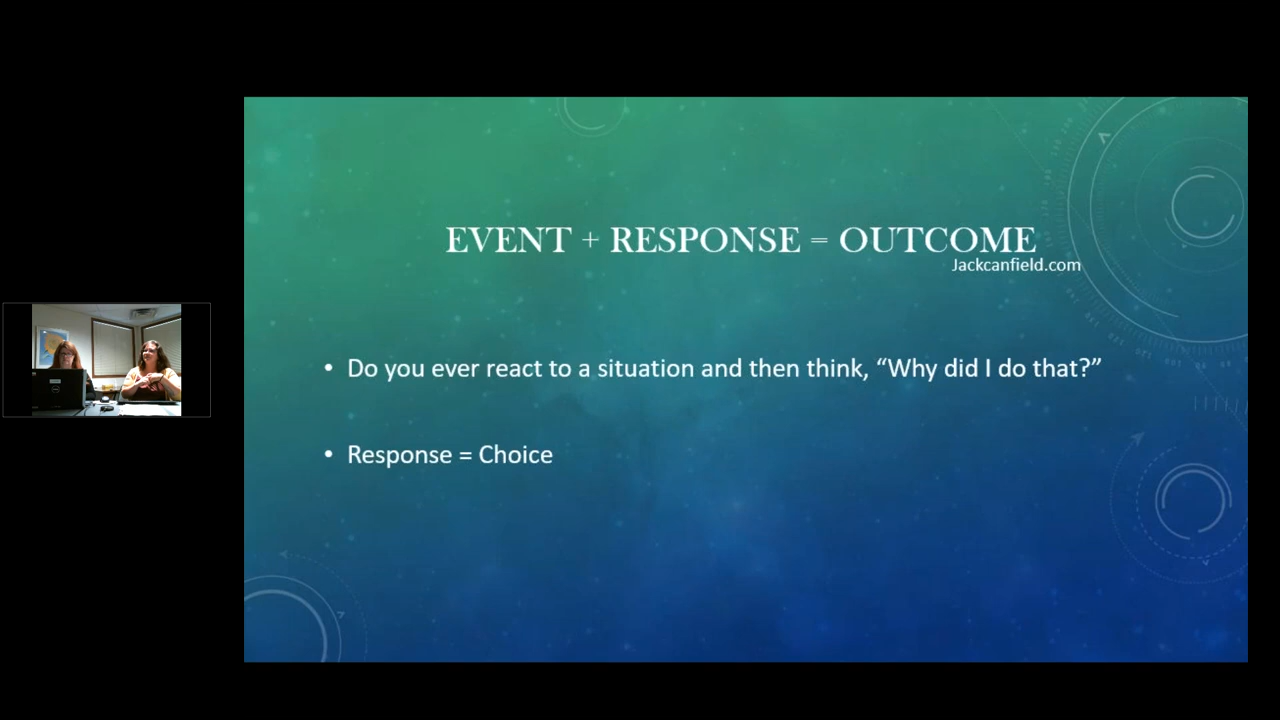 EVENT + RESPONSE = OUTCOME
Jackcanfield.com
• Do you ever react to a situation and then think, “Why did I do that?”
• Response = Choice